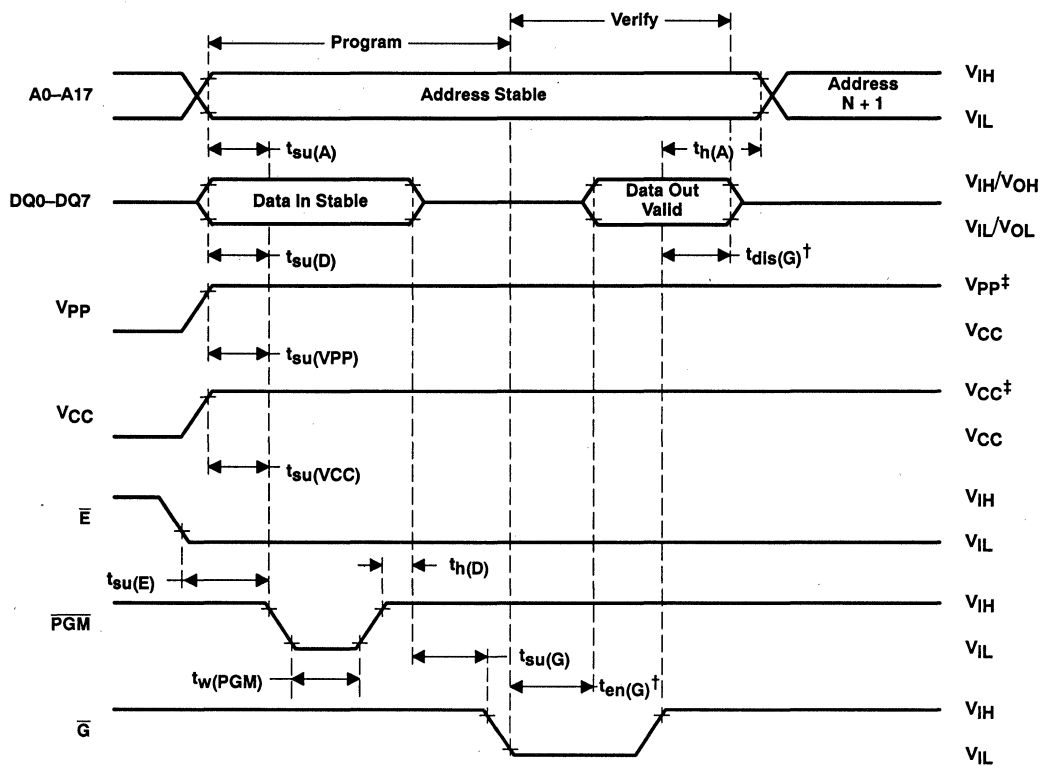 Verify
Program
A0–A17
Address Stable
Address
N + 1
VIH
VIL
tsu(A)
th(A)
DQ0–DQ7
Data In Stable
Data Out
Valid
VIH/VOH
VIL/VOL
tsu(D)
tdis(G)†
VPP
VPP‡
VCC
tsu(VPP)
VCC
VCC‡
VCC
tsu(VCC)
E
VIH
VIL
tsu(E)
th(D)
PGM
VIH
VIL
tw(PGM)
tsu(G)
ten(G)†
G
VIH
VIL